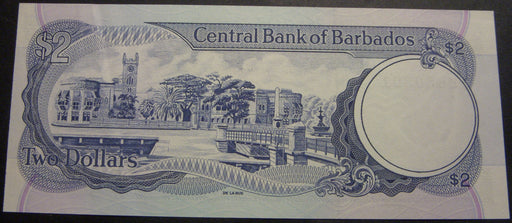 $2
Central Bank of Barbados
$2
Two Dollars
DE LA RUE
$2